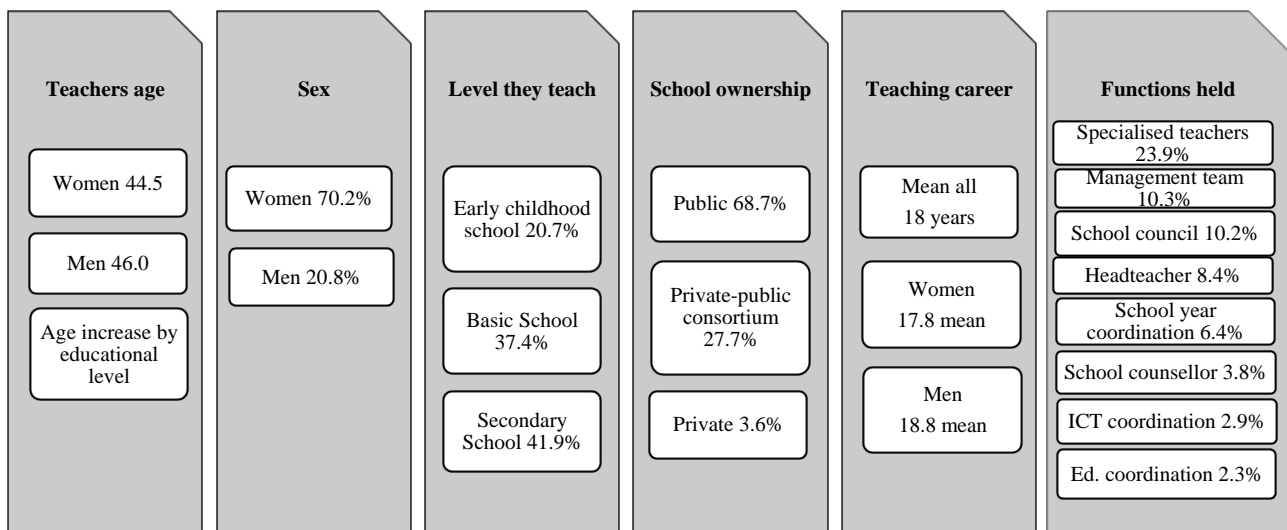 Teachers age
Women 44.5
Men 46.0
Age increase by
educational
level
Sex
Women 70.2%
Men 20.8%
Level they teach
Early childhood
school 20.7%
Basic School
37.4%
Secondary
School 41.9%
School ownership
Public 68.7%
Private-public
consortium
27.7%
Private 3.6%
Teaching career
Mean all
18 years
Women
17.8 mean
Men
18.8 mean
Functions held
Specialised teachers
23.9%
Management team
10.3%
School council 10.2%
Headteacher 8.4%
School year
coordination 6.4%
School counsellor 3.8%
ICT coordination 2.9%
Ed. coordination 2.3%